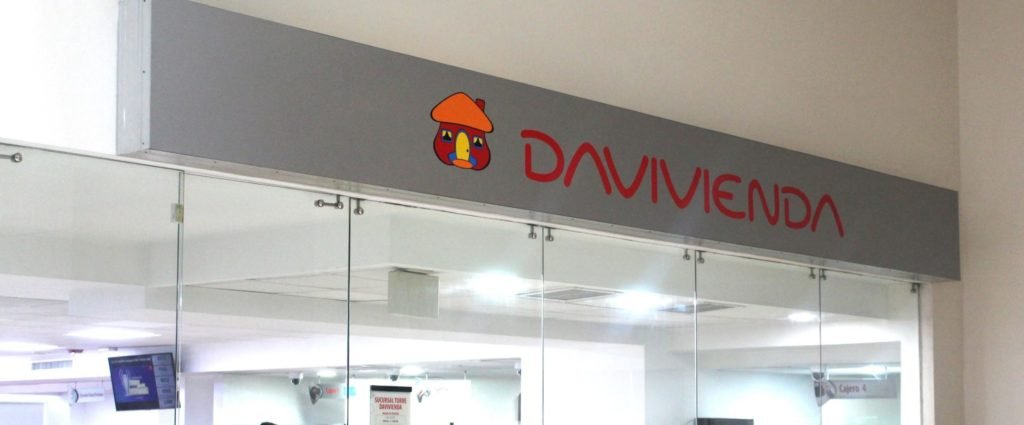 DAVIVIENDA
SUCURSAL TORRE
DAVIVIENDA
Cajero 4